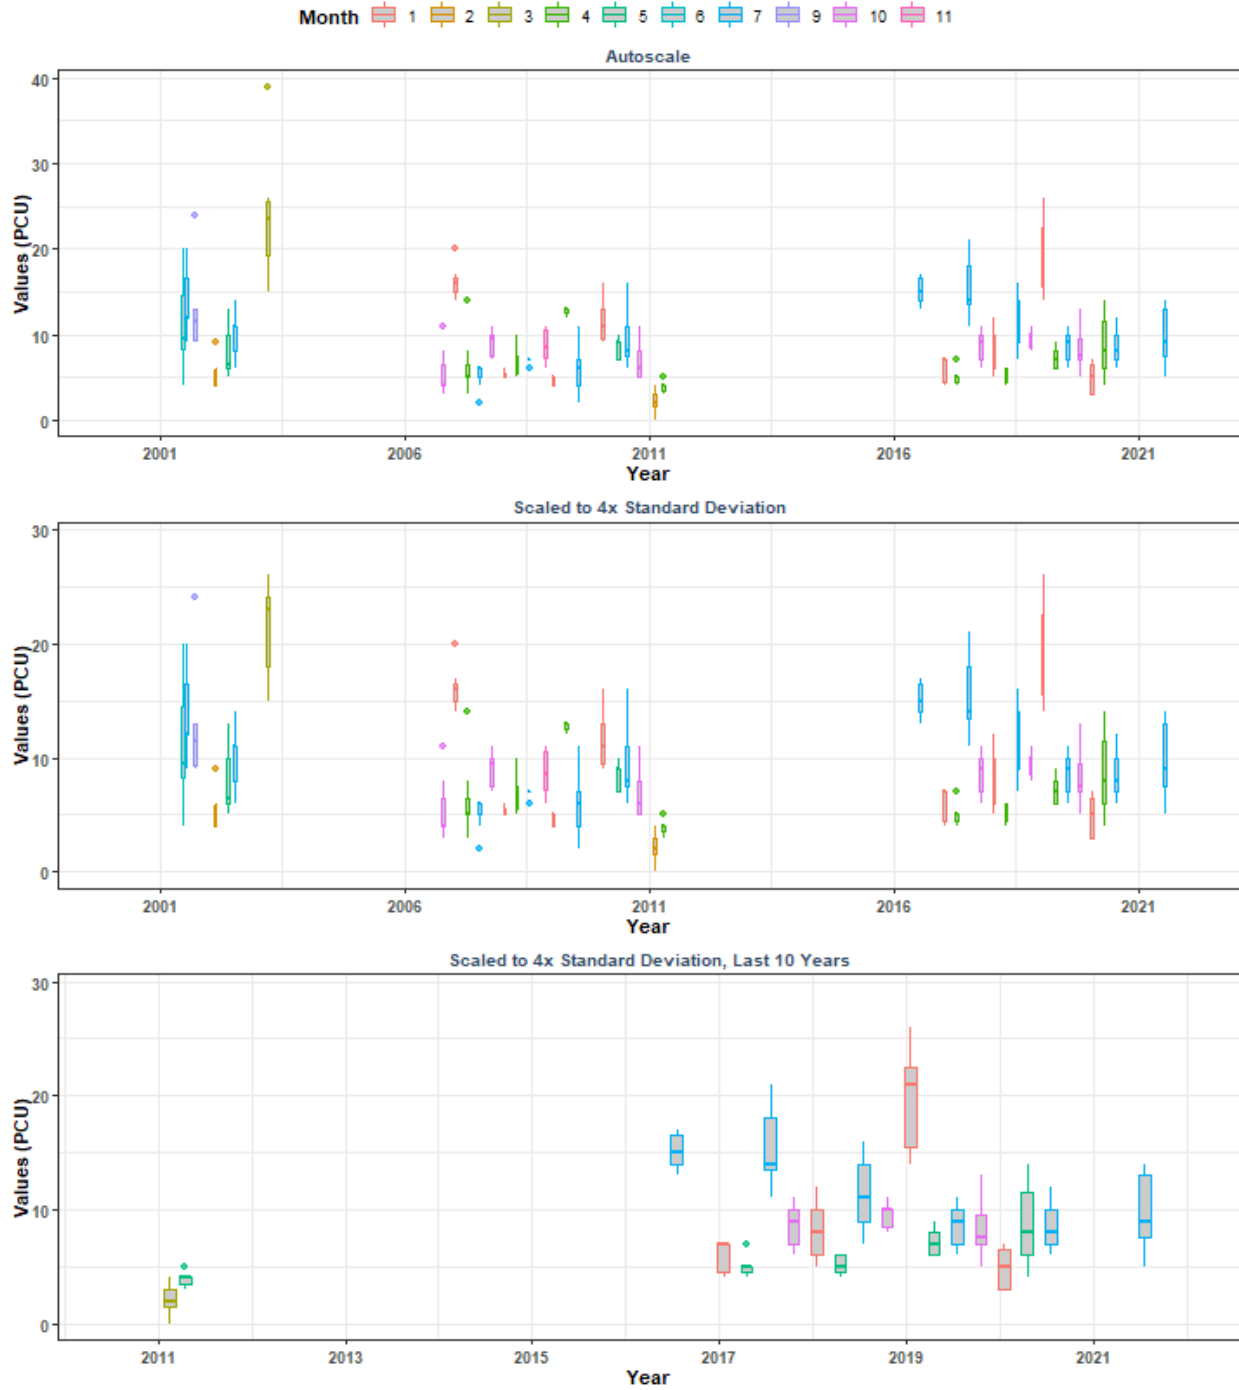 Month 1 2 3 4 5 6 7 9 10 11
Autoscale
Values (PCU)
40
30
20
10
0
2001 2006 2011 2016 2021
Year
Scaled to 4x Standard Deviation
Values (PCU)
30
20
10
0
2001 2006 2011 2016 2021
Year
Scaled to 4x Standard Deviation, Last 10 Years
Values (PCU)
30
20
10
0
2011 2013 2015 2017 2019 2021
Year